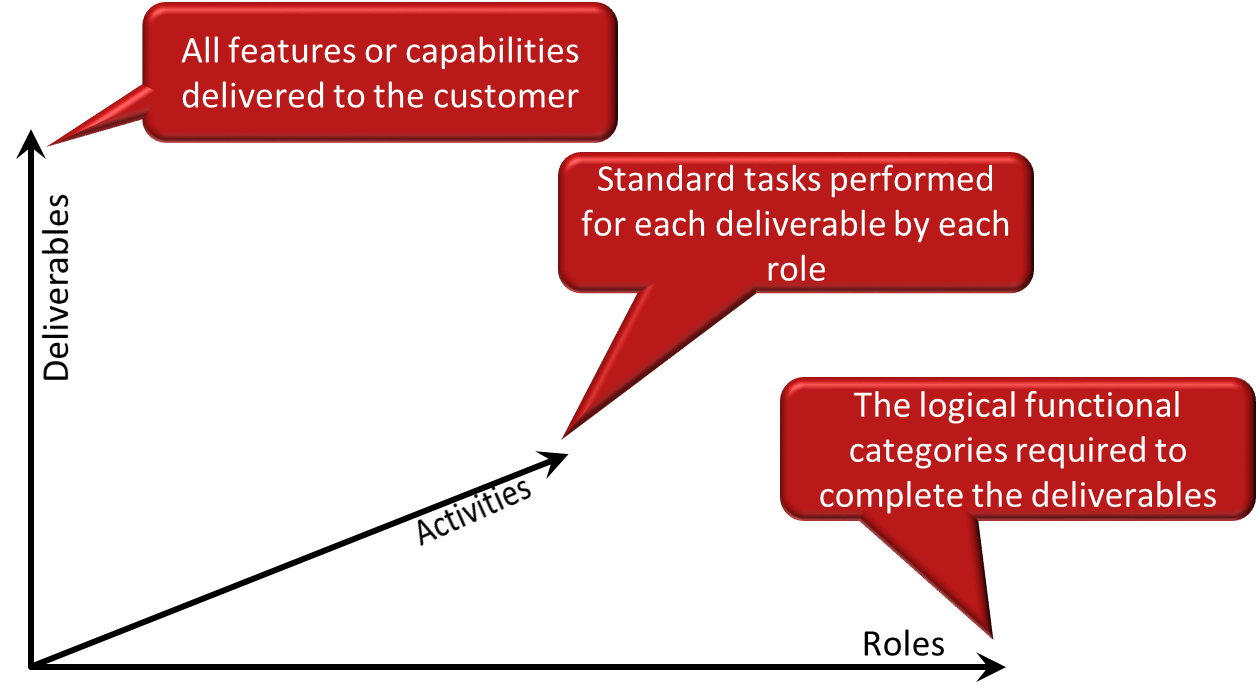 All features or capabilities
delivered to the customer
Standard tasks performed
for each deliverable by each
role
Deliverables
The logical functional
categories required to
complete the deliverables
Activities
Roles